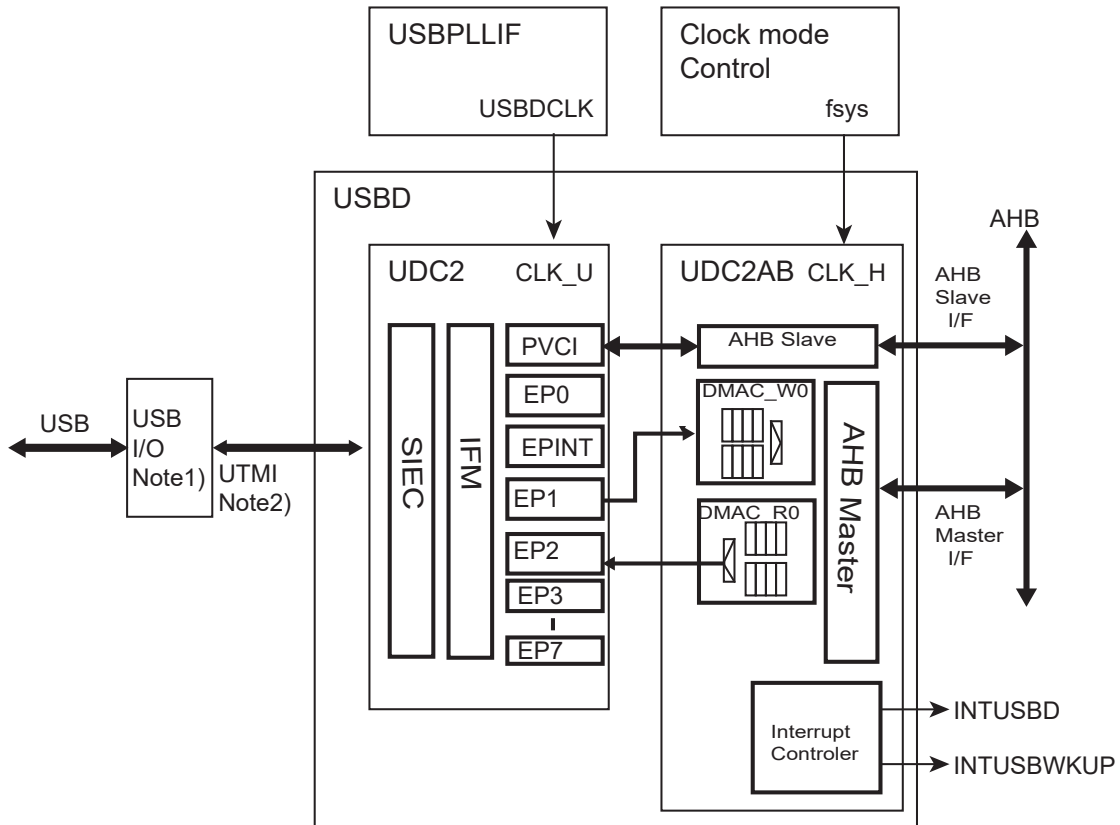 USBPLLIF
USBDCLK
Clock mode
Control
fsys
USBD
AHB
UDC2
CLK_U
UDC2AB
CLK_H
AHB
Slave
I/F
PVCI
AHB Slave
EP0
DMAC_W0
USB
USB
I/O
Note1)
UTMI
Note2)
SIEC
IFM
EPINT
EP1
AHB Master
DMAC_R0
AHB
Master
I/F
EP2
EP3
EP7
Interrupt
Controler
INTUSBD
INTUSBWKUP